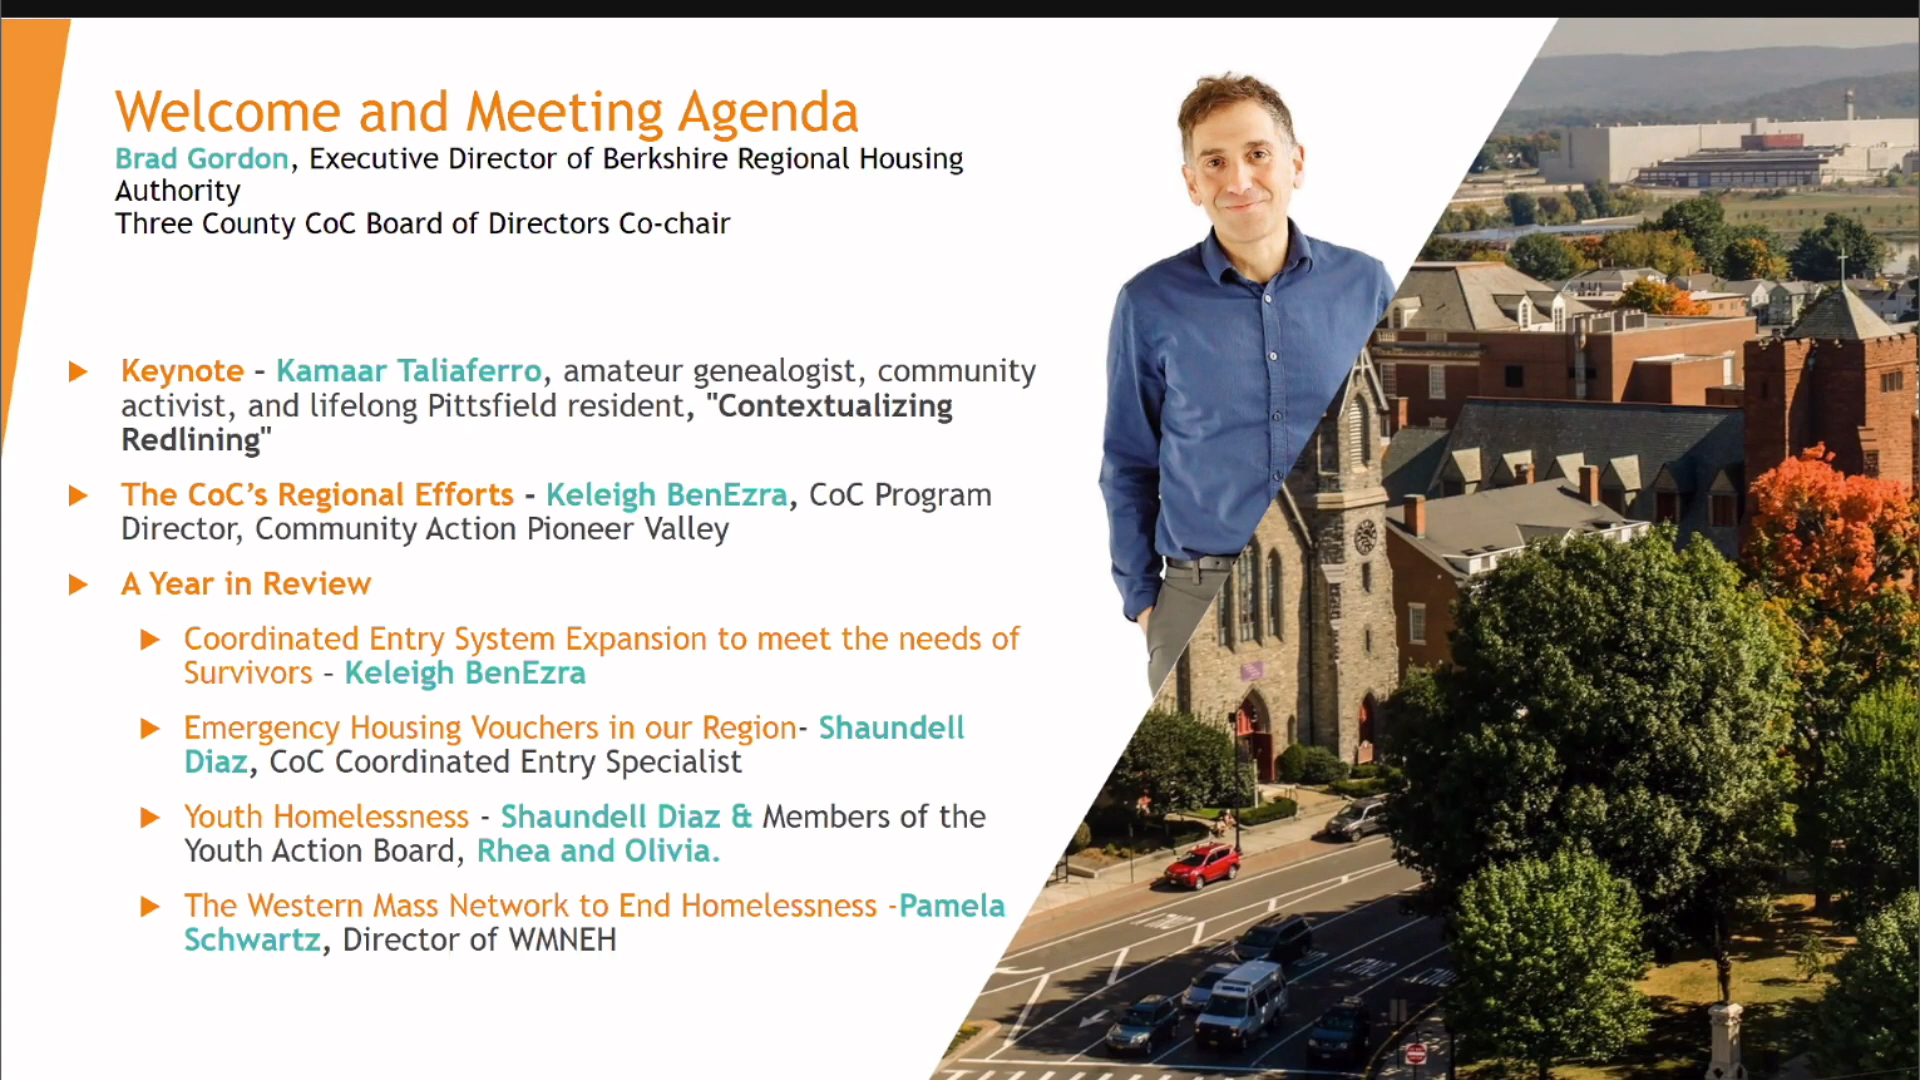 Welcome and Meeting Agenda
Brad Gordon, Executive Director of Berkshire Regional Housing
Authority
Three County CoC Board of Directors Co-chair
Keynote – Kamaar Taliaferro, amateur genealogist, community
activist, and lifelong Pittsfield resident, "Contextualizing
Redlining"
The CoC’s Regional Efforts - Keleigh BenEzra, CoC Program
Director, Community Action Pioneer Valley
A Year in Review
Coordinated Entry System Expansion to meet the needs of
Survivors – Keleigh BenEzra
Emergency Housing Vouchers in our Region- Shaundell
Diaz, CoC Coordinated Entry Specialist
Youth Homelessness - Shaundell Diaz & Members of the
Youth Action Board, Rhea and Olivia.
The Western Mass Network to End Homelessness -Pamela
Schwartz, Director of WMNEH